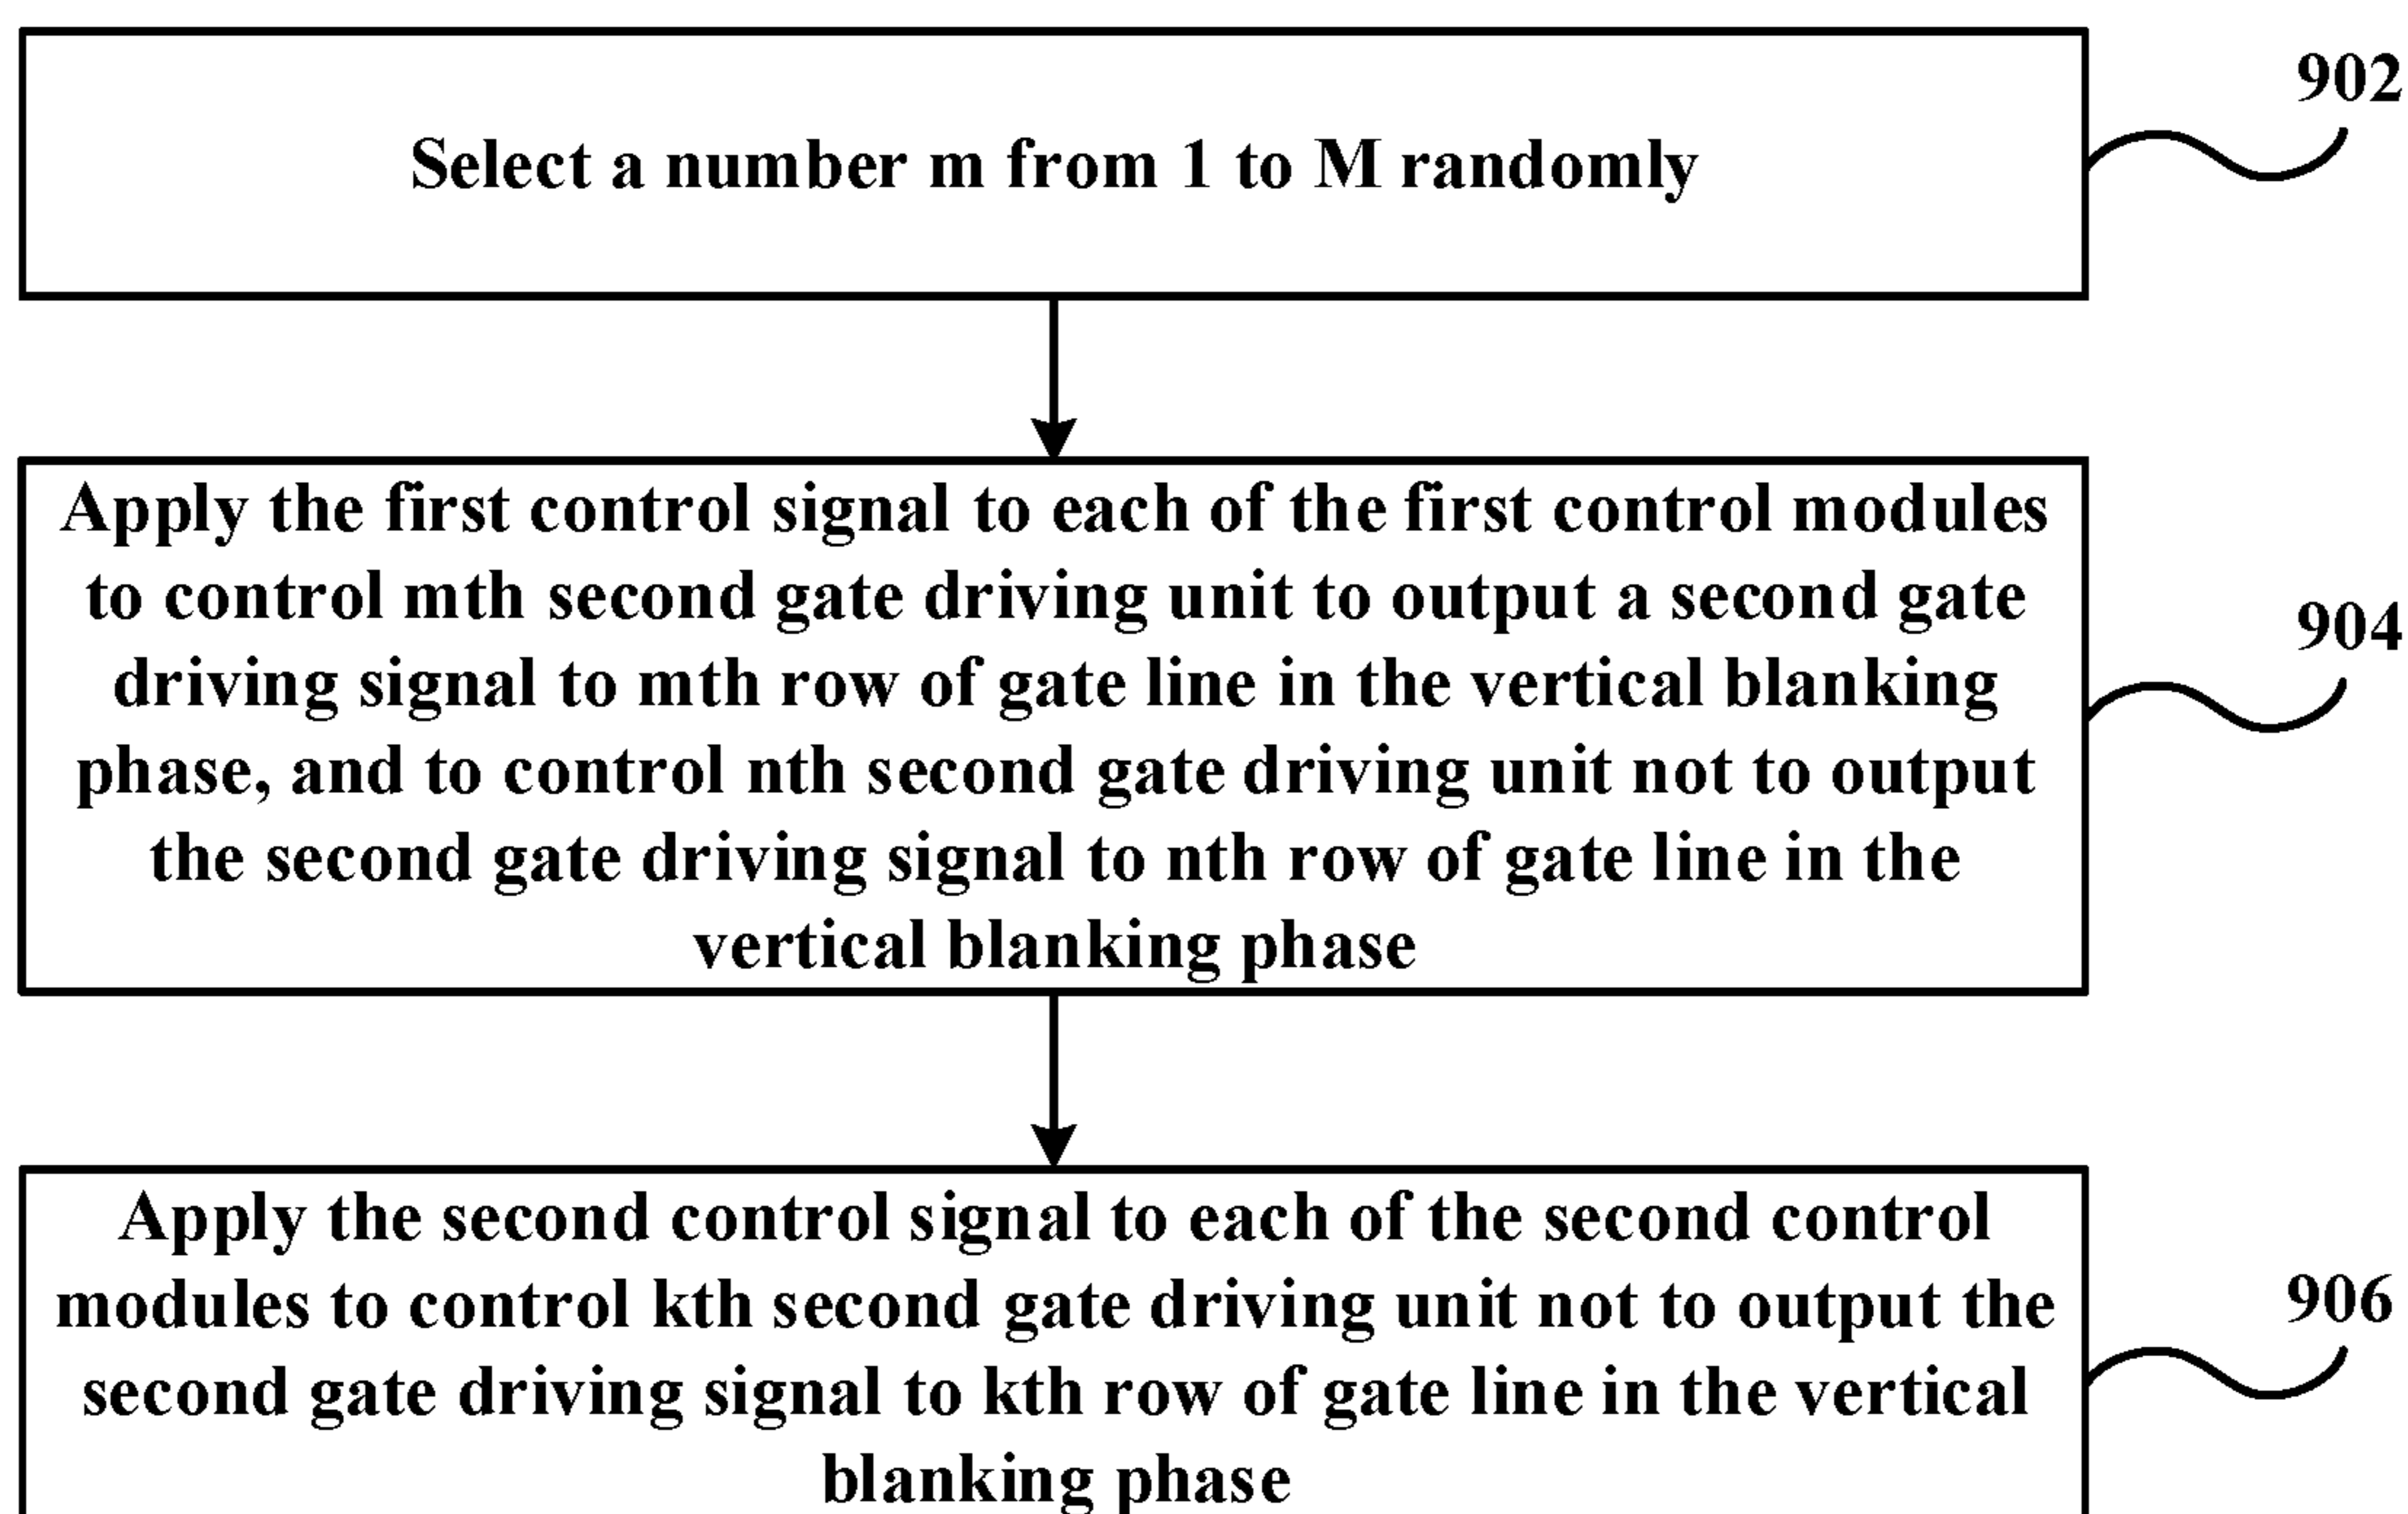 902
Select a number m from 1 to M randomly
Apply the first control signal to each of the first control modules
to control mth second gate driving unit to output a second gate
904
driving signal to mth row of gate line in the vertical blanking
phase, and to control nth second gate driving unit not to output
the second gate driving signal to nth row of gate line in the
vertical blanking phase
Apply the second control signal to each of the second control
modules to control kth second gate driving unit not to output the
906
second gate driving signal to kth row of gate line in the vertical
blanking phase